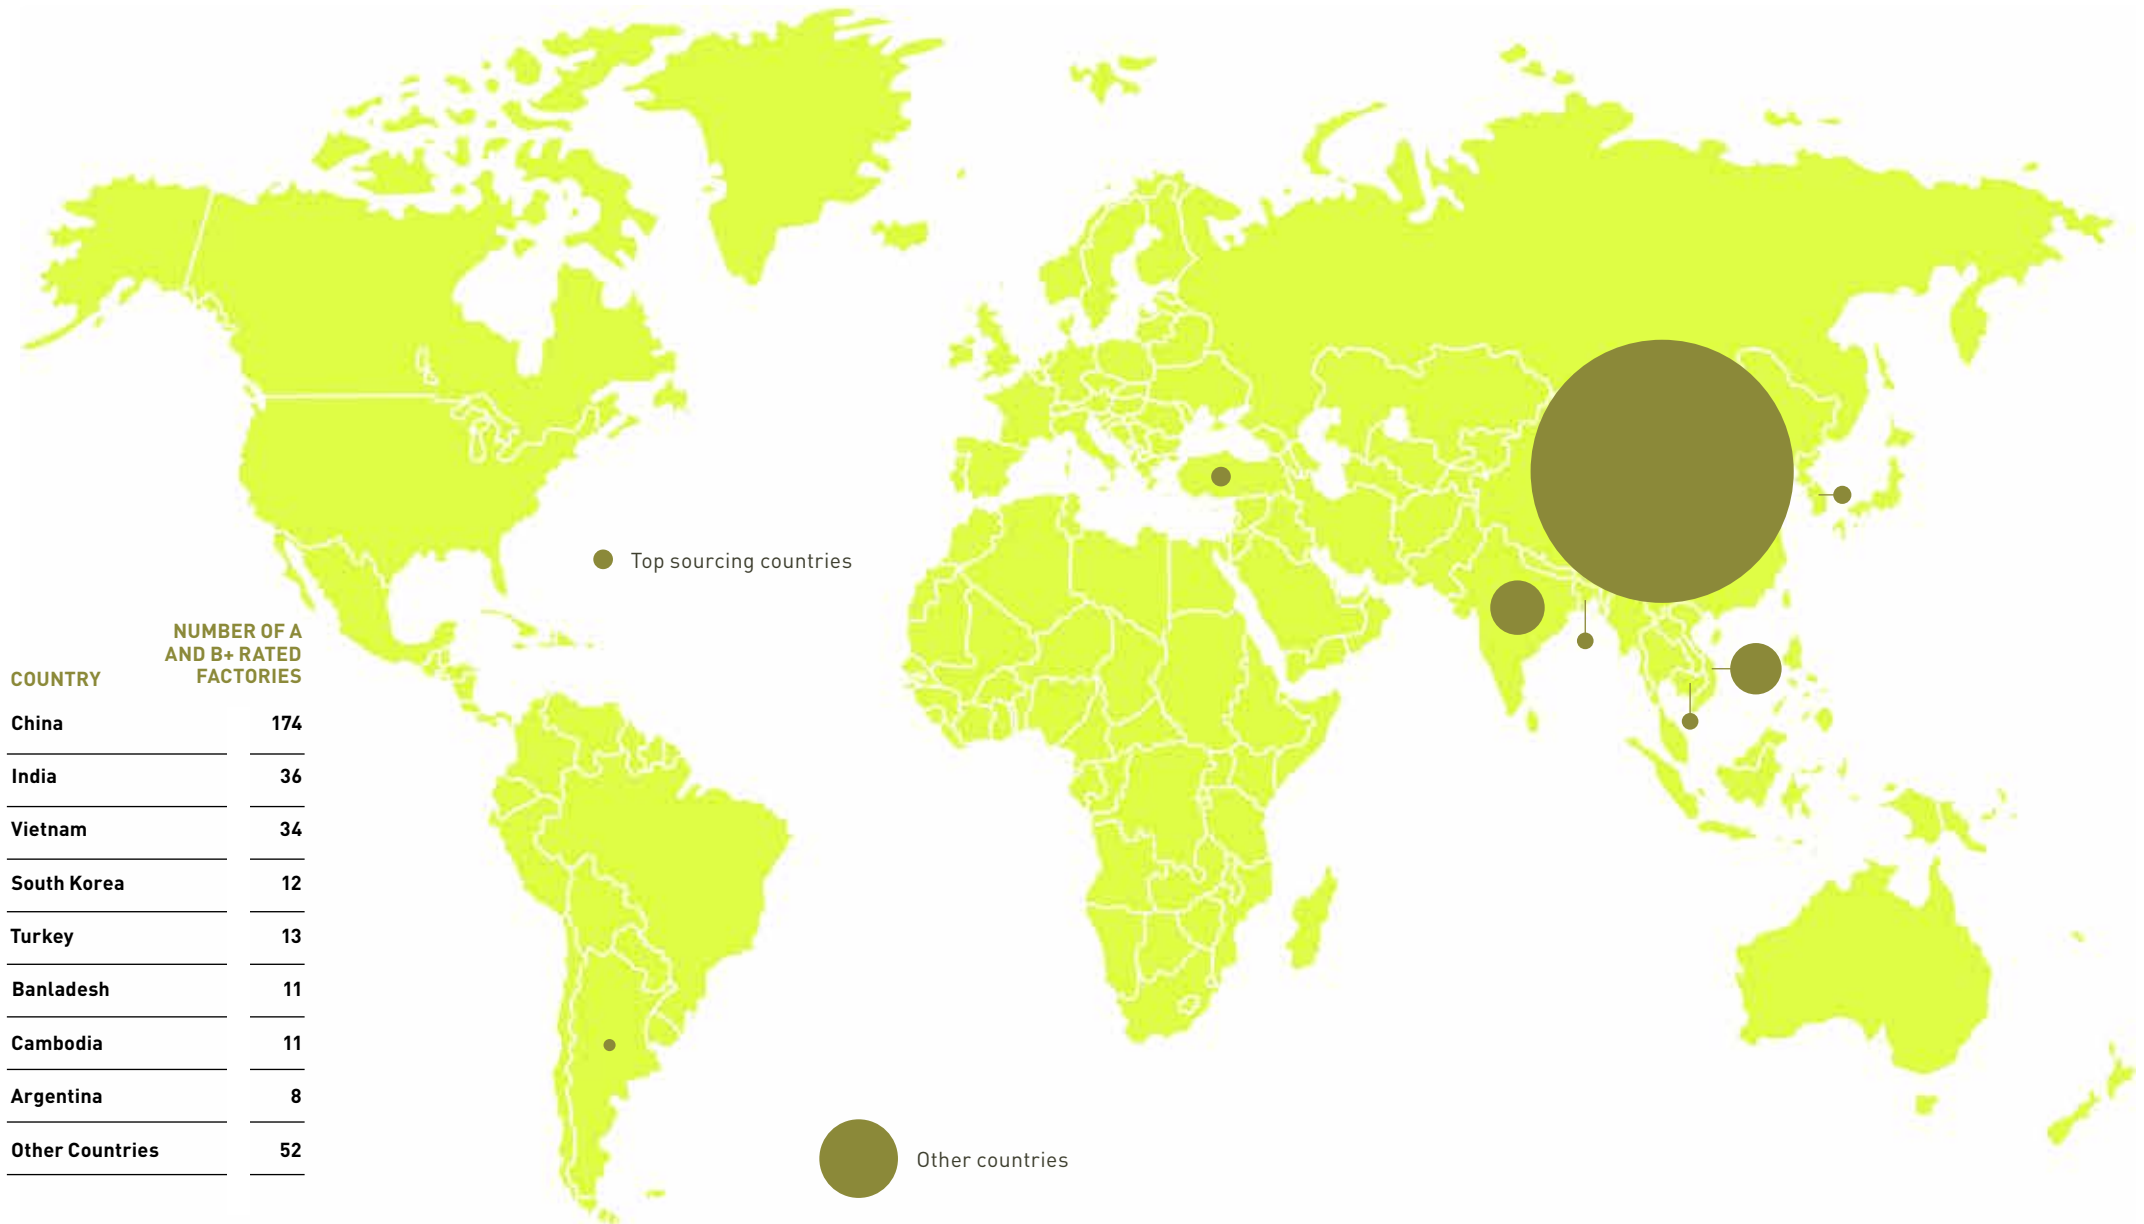 Top sourcing countries
NUMBER OF A
AND B+ RATED
COUNTRY FACTORIES
China 174
India 36
Vietnam 34
South Korea 12
Turkey 13
Banladesh 11
Cambodia 11
Argentina 8
Other Countries 52
Other countries